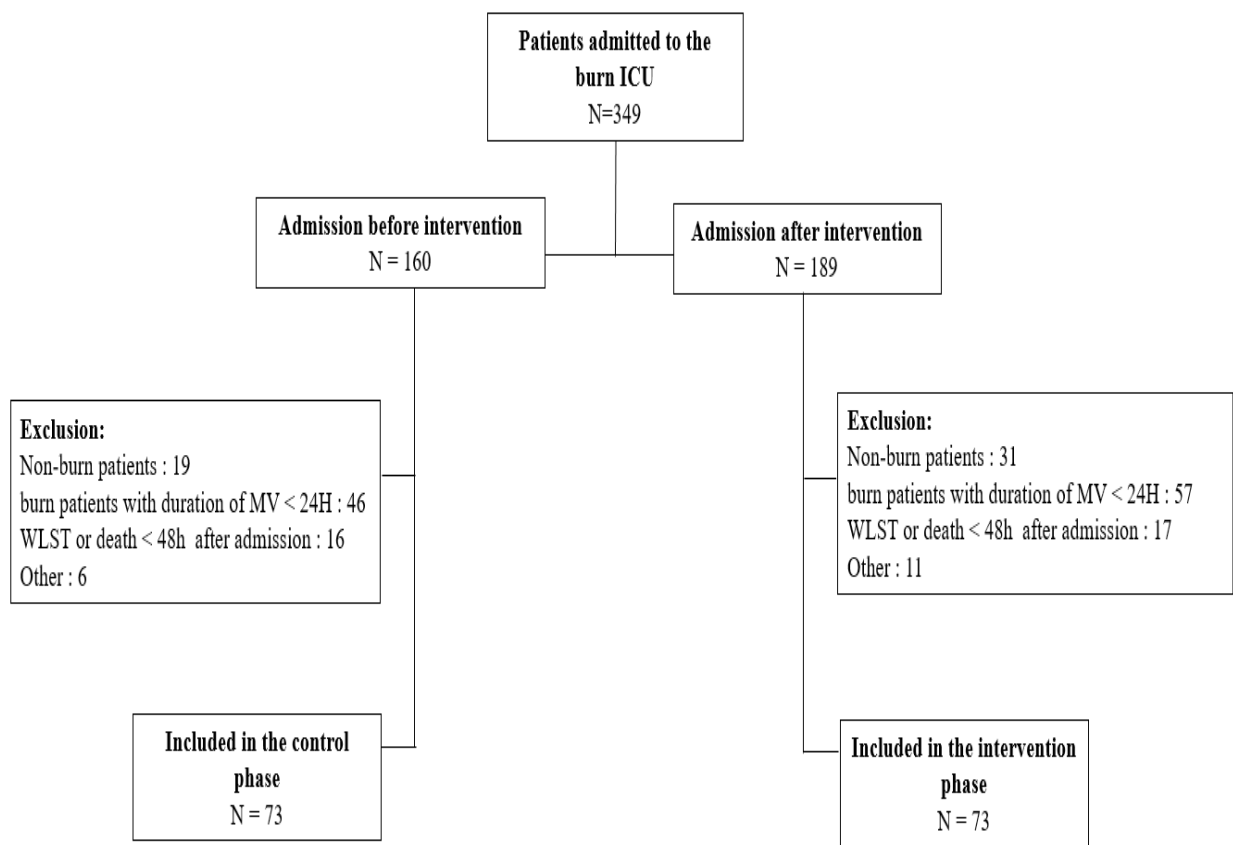 Patients admitted to the
burn ICU
N=349
Admission before intervention
N = 160
Admission after intervention
N = 189
Exclusion:
Non-burn patients : 19
burn patients with duration of MV < 24H : 46
WLST or death < 48h after admission : 16
Other : 6
Exclusion:
Non-burn patients : 31
burn patients with duration of MV < 24H : 57
WLST or death < 48h after admission : 17
Other : 11
Included in the control
phase
N = 73
Included in the intervention
phase
N = 73